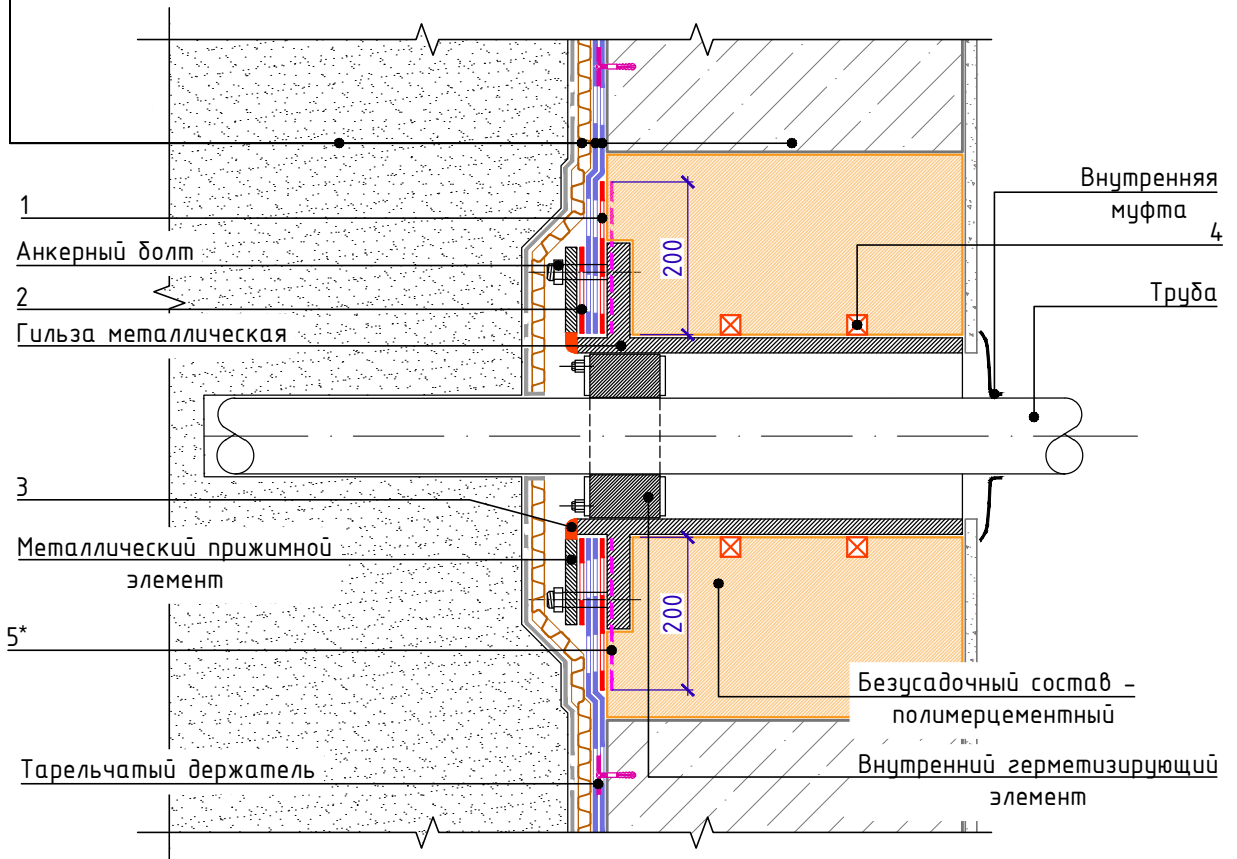 Внутренняя
муфта
1
4
Анкерный болт
200
2
Труба
Гильза металлическая
3
Металлический прижимной
элемент
200
5*
Безусадочный состав –
полимерцементный
Тарельчатый держатель
Внутренний герметизирующий
элемент